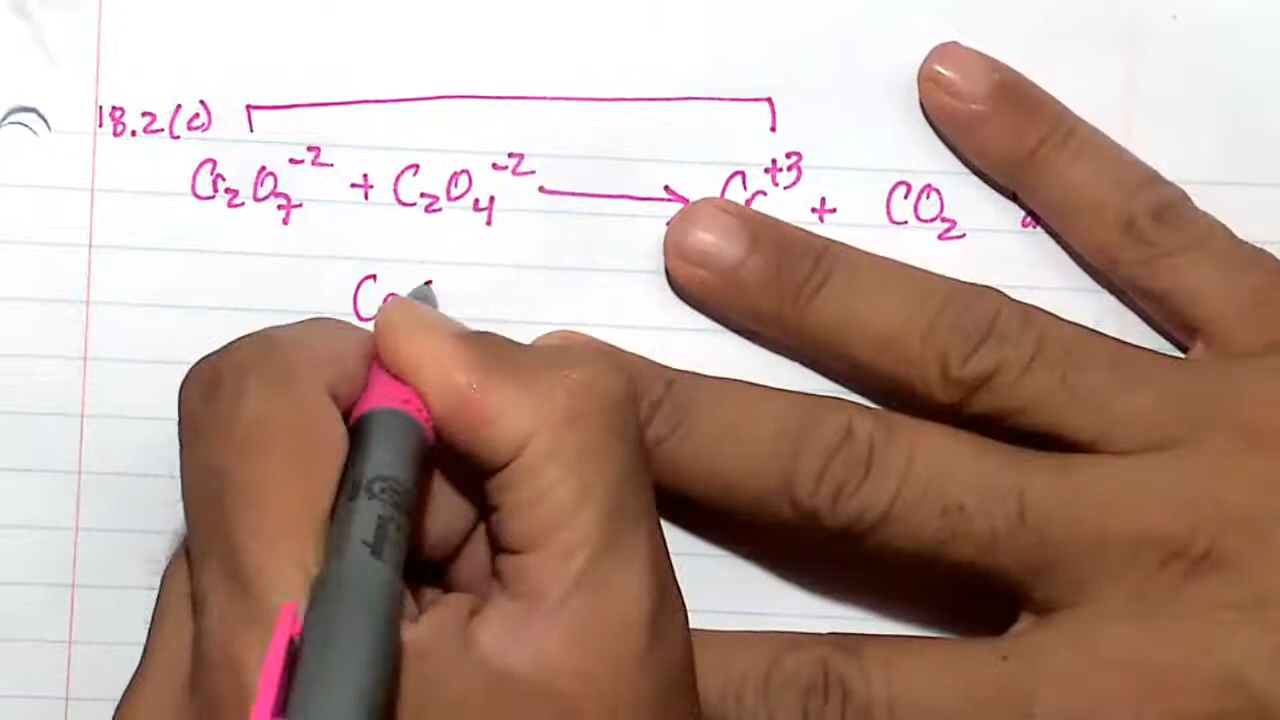 18.2(c)
Cr₂O₇⁻² + C₂O₄⁻² → Cr⁺³ + CO₂